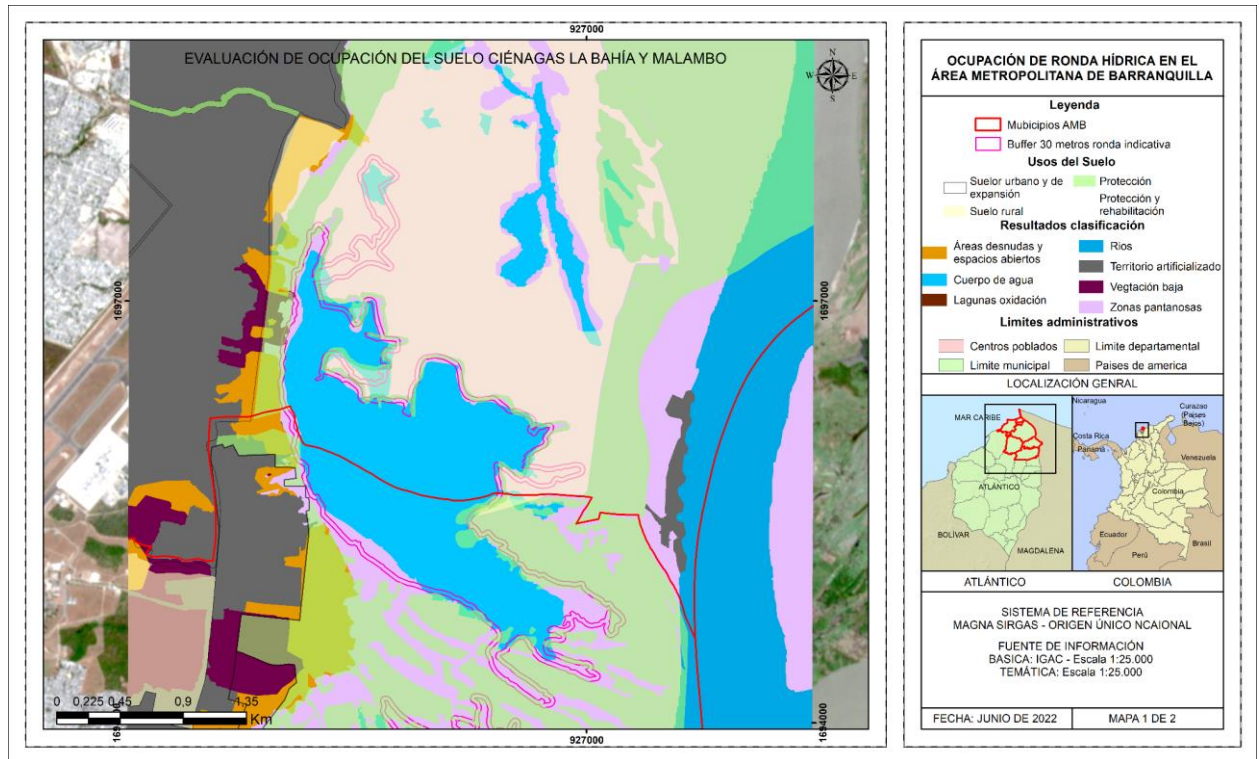 927000
EVALUACIÓN DE OCUPACIÓN DEL SUELO CIÉNAGAS LA BAHÍA Y MALAMBO
N
W
E
S
1697000
1697000
0 0,225 0,45 0,9 1,35
Km
927000
1694000
OCUPACIÓN DE RONDA HÍDRICA EN EL
ÁREA METROPOLITANA DE BARRANQUILLA
Leyenda
Mubicipios AMB
Buffer 30 metros ronda indicativa
Usos del Suelo
Suelor urbano y de
expansión
Suelo rural
Protección
Protección y
rehabilitación
Resultados clasificación
Áreas desnudas y
espacios abiertos
Cuerpo de agua
Lagunas oxidación
Rios
Territorio artificializado
Vegtación baja
Zonas pantanosas
Limites administrativos
Centros poblados
Limite municipal
Limite departamental
Paises de america
LOCALIZACIÓN GENRAL
MAR CARIBE
ATLÁNTICO
BOLÍVAR
MAGDALENA
Nicaragua
Curazao
(Países
Bejos)
Costa Rica
Panamá
Venezuela
Colombia
Ecuador
Perú
Brasil
ATLÁNTICO
COLOMBIA
SISTEMA DE REFERENCIA
MAGNA SIRGAS - ORIGEN ÚNICO NCAIONAL
FUENTE DE INFORMACIÓN
BASICA: IGAC - Escala 1:25.000
TEMÁTICA: Escala 1:25.000
FECHA: JUNIO DE 2022
MAPA 1 DE 2